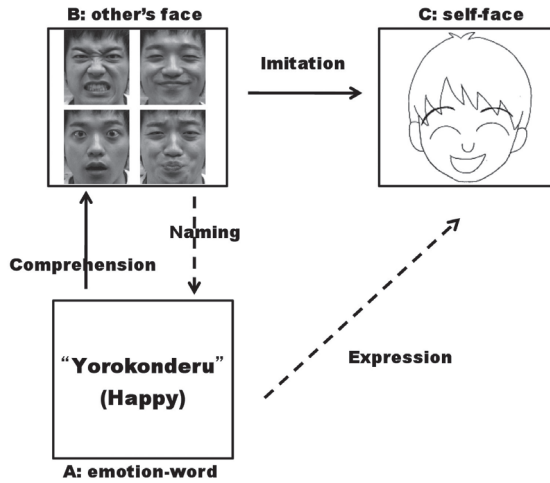 B: other's face
C: self-face
Imitation
Naming
Comprehension
"Yorokonderu"
(Happy)
Expression
A: emotion-word